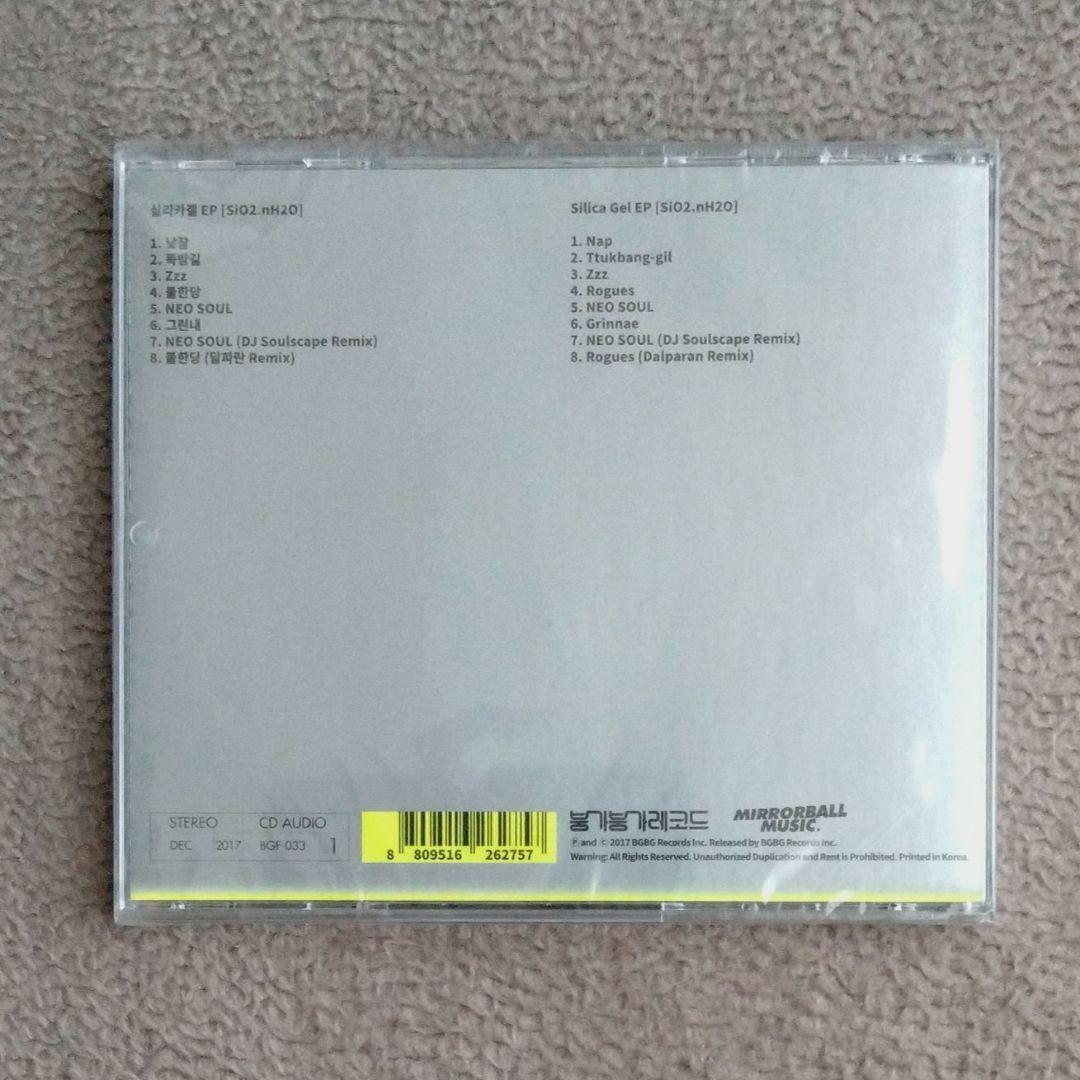 실리카겔 EP [SiO2.nH2O]
1. 낮잠
2. 뚝방길
3. Zzz
4. 불한당
5. NEO SOUL
6. 그린내
7. NEO SOUL (DJ Soulscape Remix)
8. 불한당 (달파란 Remix)
Silica Gel EP [SiO2.nH2O]
1. Nap
2. Ttukbang-gil
3. Zzz
4. Rogues
5. NEO SOUL
6. Grinnae
7. NEO SOUL (DJ Soulscape Remix)
8. Rogues (Dalparan Remix)
STEREO CD AUDIO
DEC 2017 BGF-033 1
8 809516 262757
붕가붕가레코드
MIRRORBALL
MUSIC.
Ⓟ and ⓒ 2017 BGBG Records Inc. Released by BGBG Records Inc.
Warning: All Rights Reserved. Unauthorized Duplication and Rent is Prohibited. Printed in Korea.